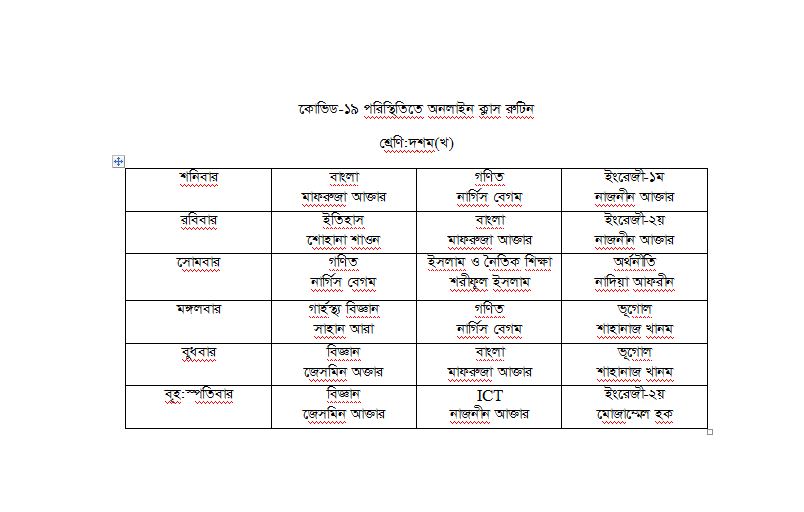 কোভিড-১৯ পরিস্থিতিতে অনলাইন ক্লাস রুটিন
শ্রেণি:দশম(খ)
শনিবার বাংলা গণিত ইংরেজী-১ম
মাফরুজা আক্তার নার্গিস বেগম নাজনীন আক্তার
রবিবার ইতিহাস বাংলা ইংরেজী-২য়
শোহানা শাওন মাফরুজা আক্তার নাজনীন আক্তার
সোমবার গণিত ইসলাম ও নৈতিক শিক্ষা অর্থনীতি
নার্গিস বেগম শরীফুল ইসলাম নাদিয়া আফরীন
মঙ্গলবার গার্হস্থ্য বিজ্ঞান গণিত ভূগোল
সাহান আরা নার্গিস বেগম শাহানাজ খানম
বুধবার বিজ্ঞান বাংলা ভূগোল
জেসমিন অক্তার মাফরুজা আক্তার শাহানাজ খানম
বৃহ:স্পতিবার বিজ্ঞান ICT ইংরেজী-২য়
জেসমিন আক্তার নাজনীন আক্তার মোজাম্মেল হক